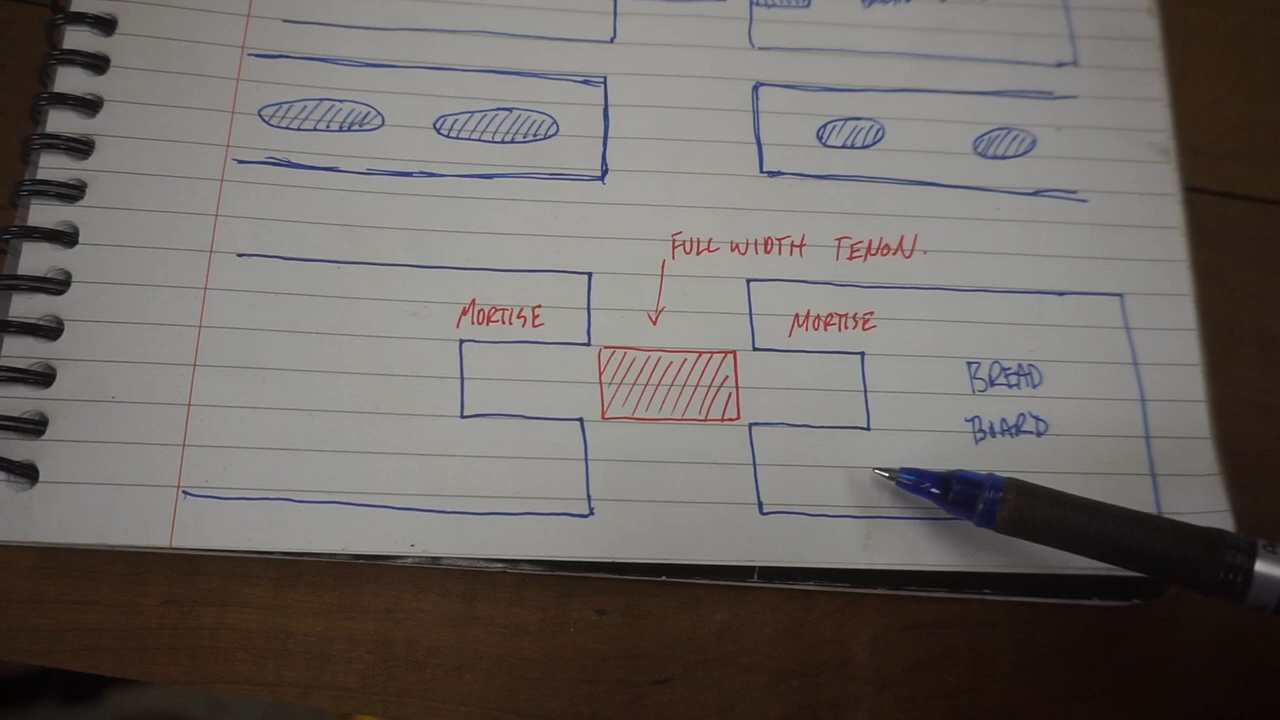 FULL WIDTH TENON.
MORTISE
MORTISE
BREAD
BOARD